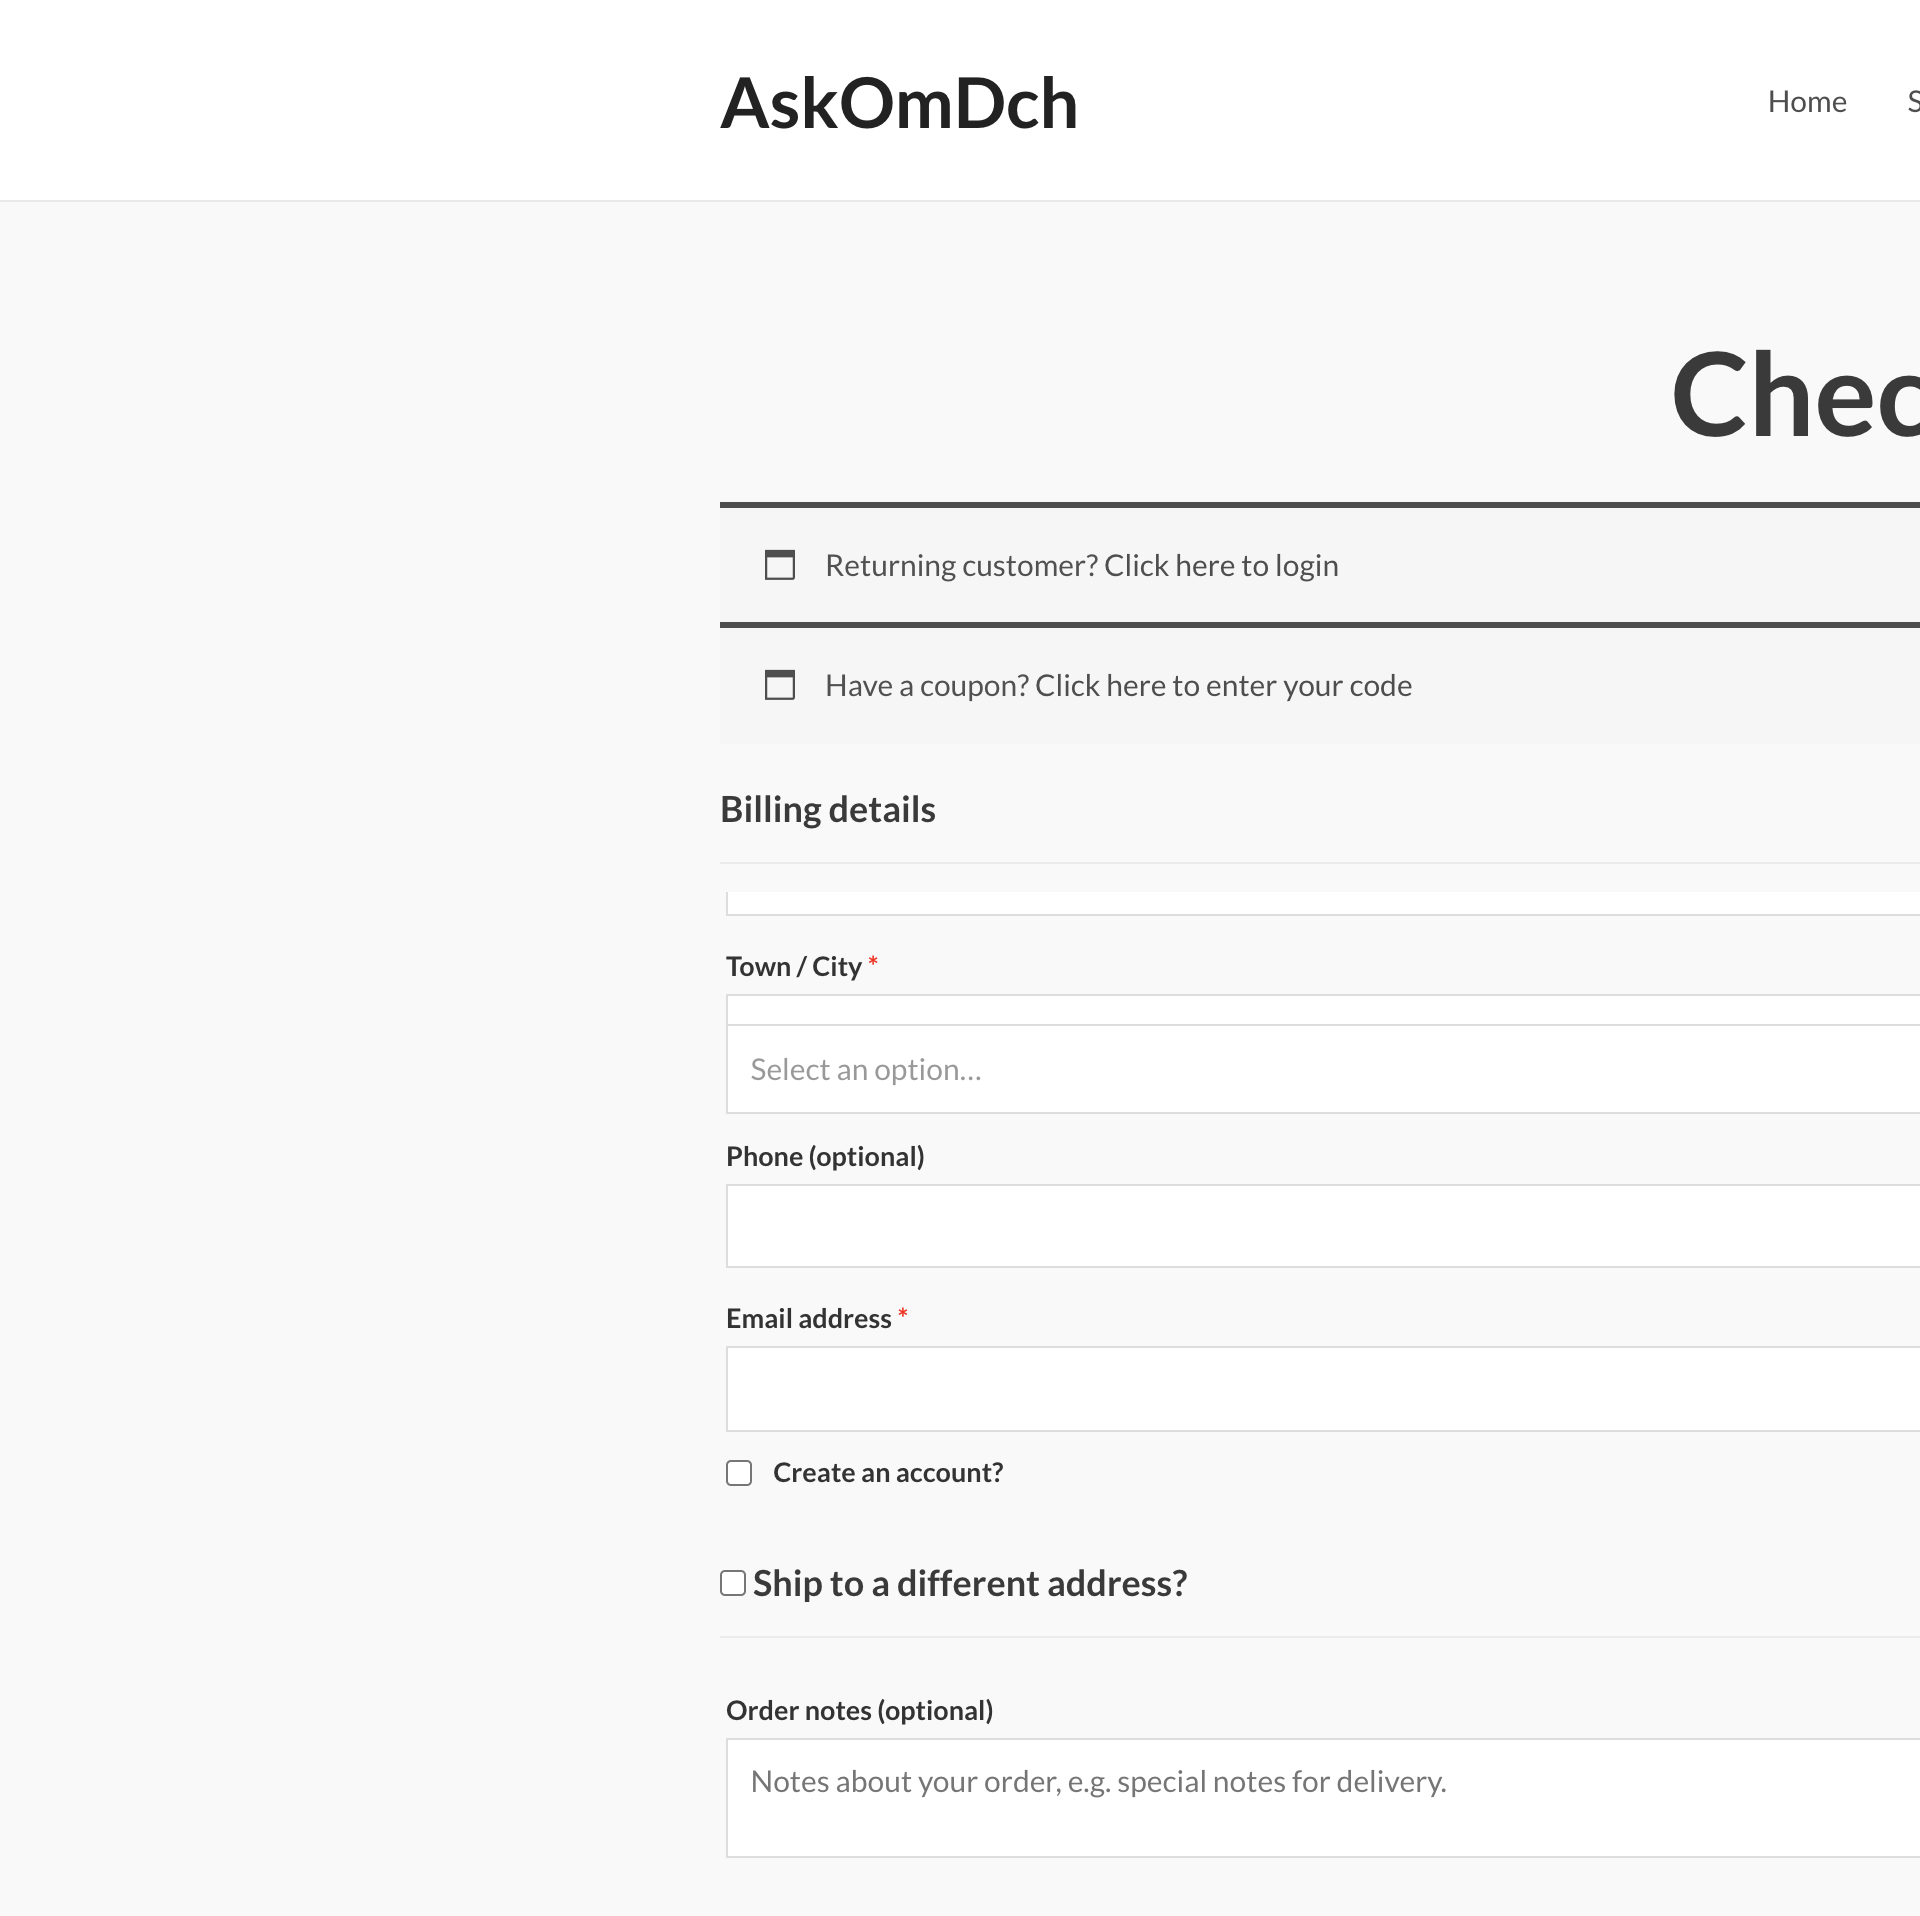 AskOmDch
Home
Chec
Returning customer? Click here to login
Have a coupon? Click here to enter your code
Billing details
Town / City *
Select an option...
Phone (optional)
Email address *
Create an account?
Ship to a different address?
Order notes (optional)
Notes about your order, e.g. special notes for delivery.